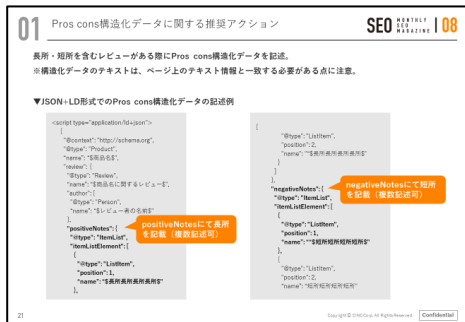 01 Pros cons構造化データに関する推奨アクション
SEO MONTHLY SEO MAGAZINE 08
長所・短所を含むレビューがある際にPros cons構造化データを記述。
※構造化データのテキストは、ページ上のテキスト情報と一致する必要がある点に注意。
▼JSON+LD形式でのPros cons構造化データの記述例
<script type="application/ld+json">
{
"@context": "http://schema.org",
"@type": "Product",
"name": "$商品名$",
"review": {
"@type": "Review",
"name": "$商品名に関するレビュー$",
"author":{
"@type": "Person",
"name": "$レビュー者の名前$"
},
"positiveNotes": {
"@type": "ItemList",
"itemListElement": [
{
"@type": "ListItem",
"position": 1,
"name": "$長所長所長所長所$"
},
positiveNotesにて長所
を記載（複数記述可）
{
"@type": "ListItem",
"position": 2,
"name": "$長所長所長所長所$"
}
]
},
"negativeNotes": {
"@type": "ItemList",
"itemListElement": [
{
"@type": "ListItem",
"position": 1,
"name": "$短所短所短所短所$"
},
{
"@type": "ListItem",
"position": 2,
"name": "短所短所短所短所"
negativeNotesにて短所
を記載（複数記述可）
21
Copyright © CINC Corp. All Rights Reserved.
Confidential